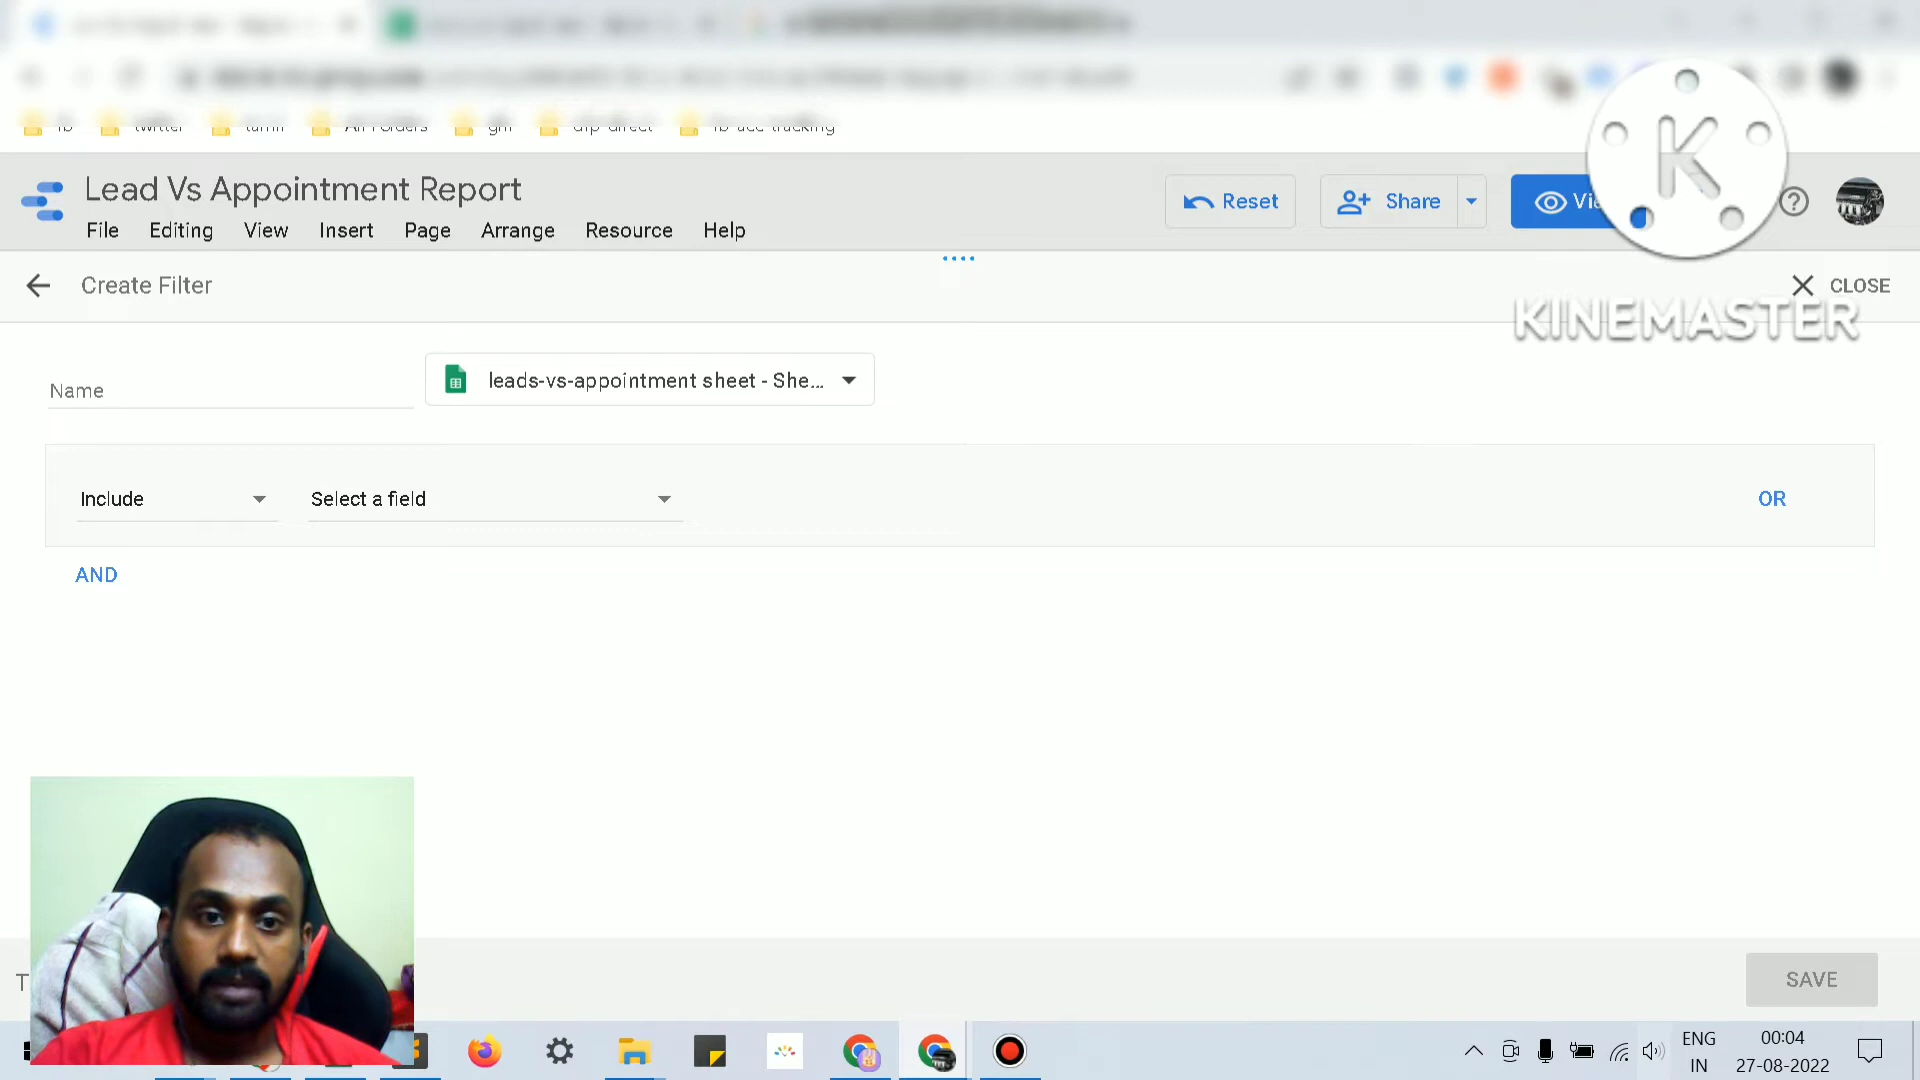 Lead Vs Appointment Report
File Editing View Insert Page Arrange Resource Help
Reset
Share
Create Filter
CLOSE
KINEMASTER
Name
leads-vs-appointment sheet - She...
Include
Select a field
OR
AND
SAVE
ENG
IN
00:04
27-08-2022